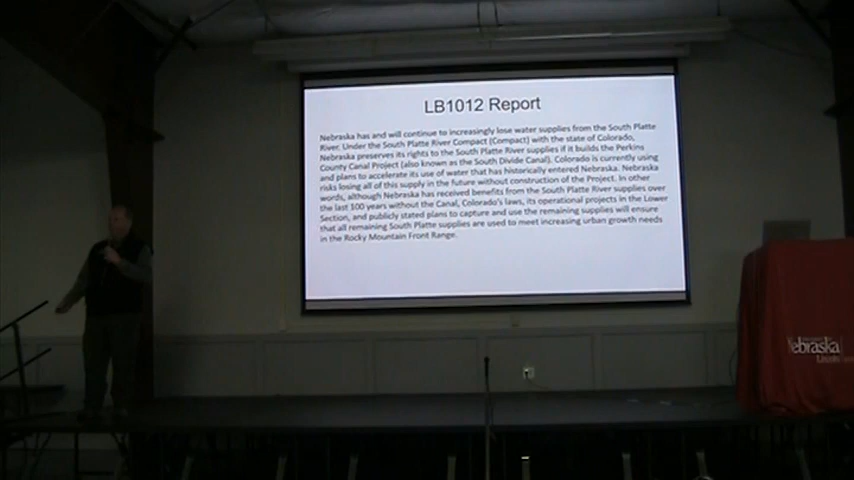 LB1012 Report
Nebraska has and will continue to increasingly lose water supplies from the South Platte
River. Under the South Platte River Compact (Compact) with the state of Colorado,
Nebraska preserves its rights to the South Platte River supplies if it builds the Perkins
County Canal Project (also known as the South Divide Canal). Colorado is currently using
and plans to accelerate its use of water that has historically entered Nebraska. Nebraska
risks losing all of this supply in the future without construction of the Project. In other
words, although Nebraska has received benefits from the South Platte River supplies over
the last 100 years without the Canal, Colorado's laws, its operational projects in the Lower
Section, and publicly stated plans to capture and use the remaining supplies will ensure
that all remaining South Platte supplies are used to meet increasing urban growth needs
in the Rocky Mountain Front Range.
Nebraska
Lincoln